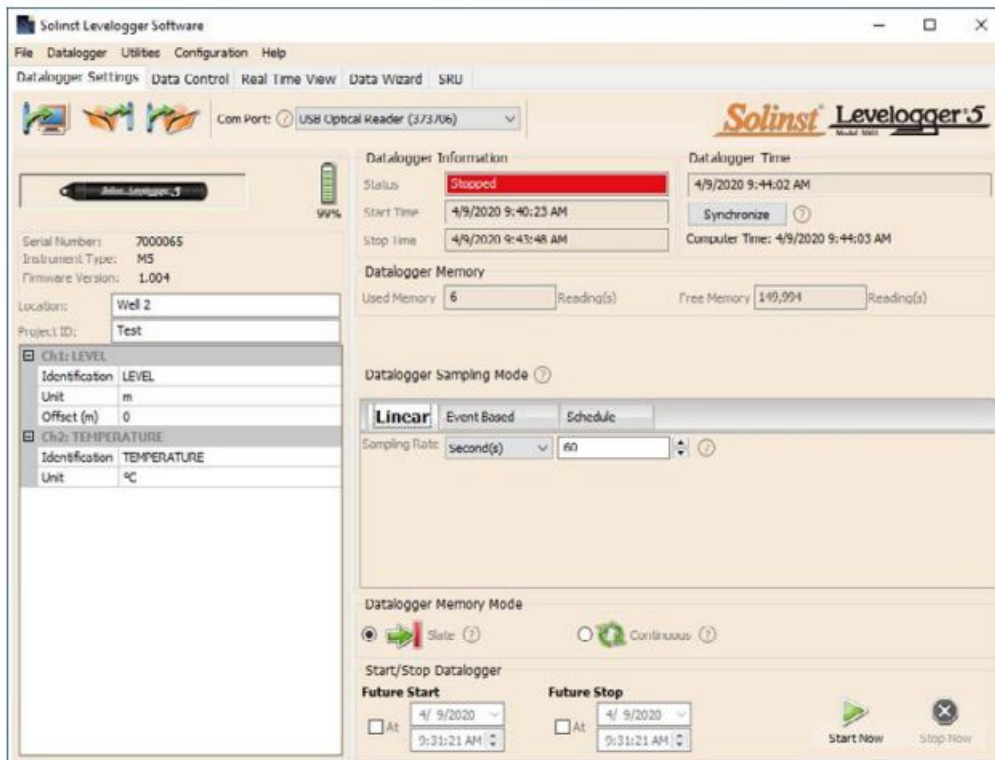 Solinst Levelogger Software
File Datalogger Utilities Configuration Help
Datalogger Settings Data Control Real Time View Data Wizard SRU
Com Port: ? USB Optical Reader (373706)
Solinst Levelogger 5
Datalogger Information
Status Stopped
Start Time 4/9/2020 9:40:23 AM
Stop Time 4/9/2020 9:43:48 AM
Datalogger Time
4/9/2020 9:44:02 AM
Synchronize ?
Computer Time: 4/9/2020 9:44:03 AM
99%
Serial Number: 7000065
Instrument Type: M5
Firmware Version: 1.004
Location: Well 2
Project ID: Test
Ch1: LEVEL
Identification LEVEL
Unit m
Offset (m) 0
Ch2: TEMPERATURE
Identification TEMPERATURE
Unit ºC
Datalogger Memory
Used Memory 6 Reading(s) Free Memory 149,994 Reading(s)
Datalogger Sampling Mode ?
Linear Event Based Schedule
Sampling Rate Second(s) 60 ?
Datalogger Memory Mode
Slate ? Continuous ?
Start/Stop Datalogger
Future Start Future Stop
At 4/ 9/2020 At 4/ 9/2020
9:31:21 AM 9:31:21 AM
Start Now Stop Now